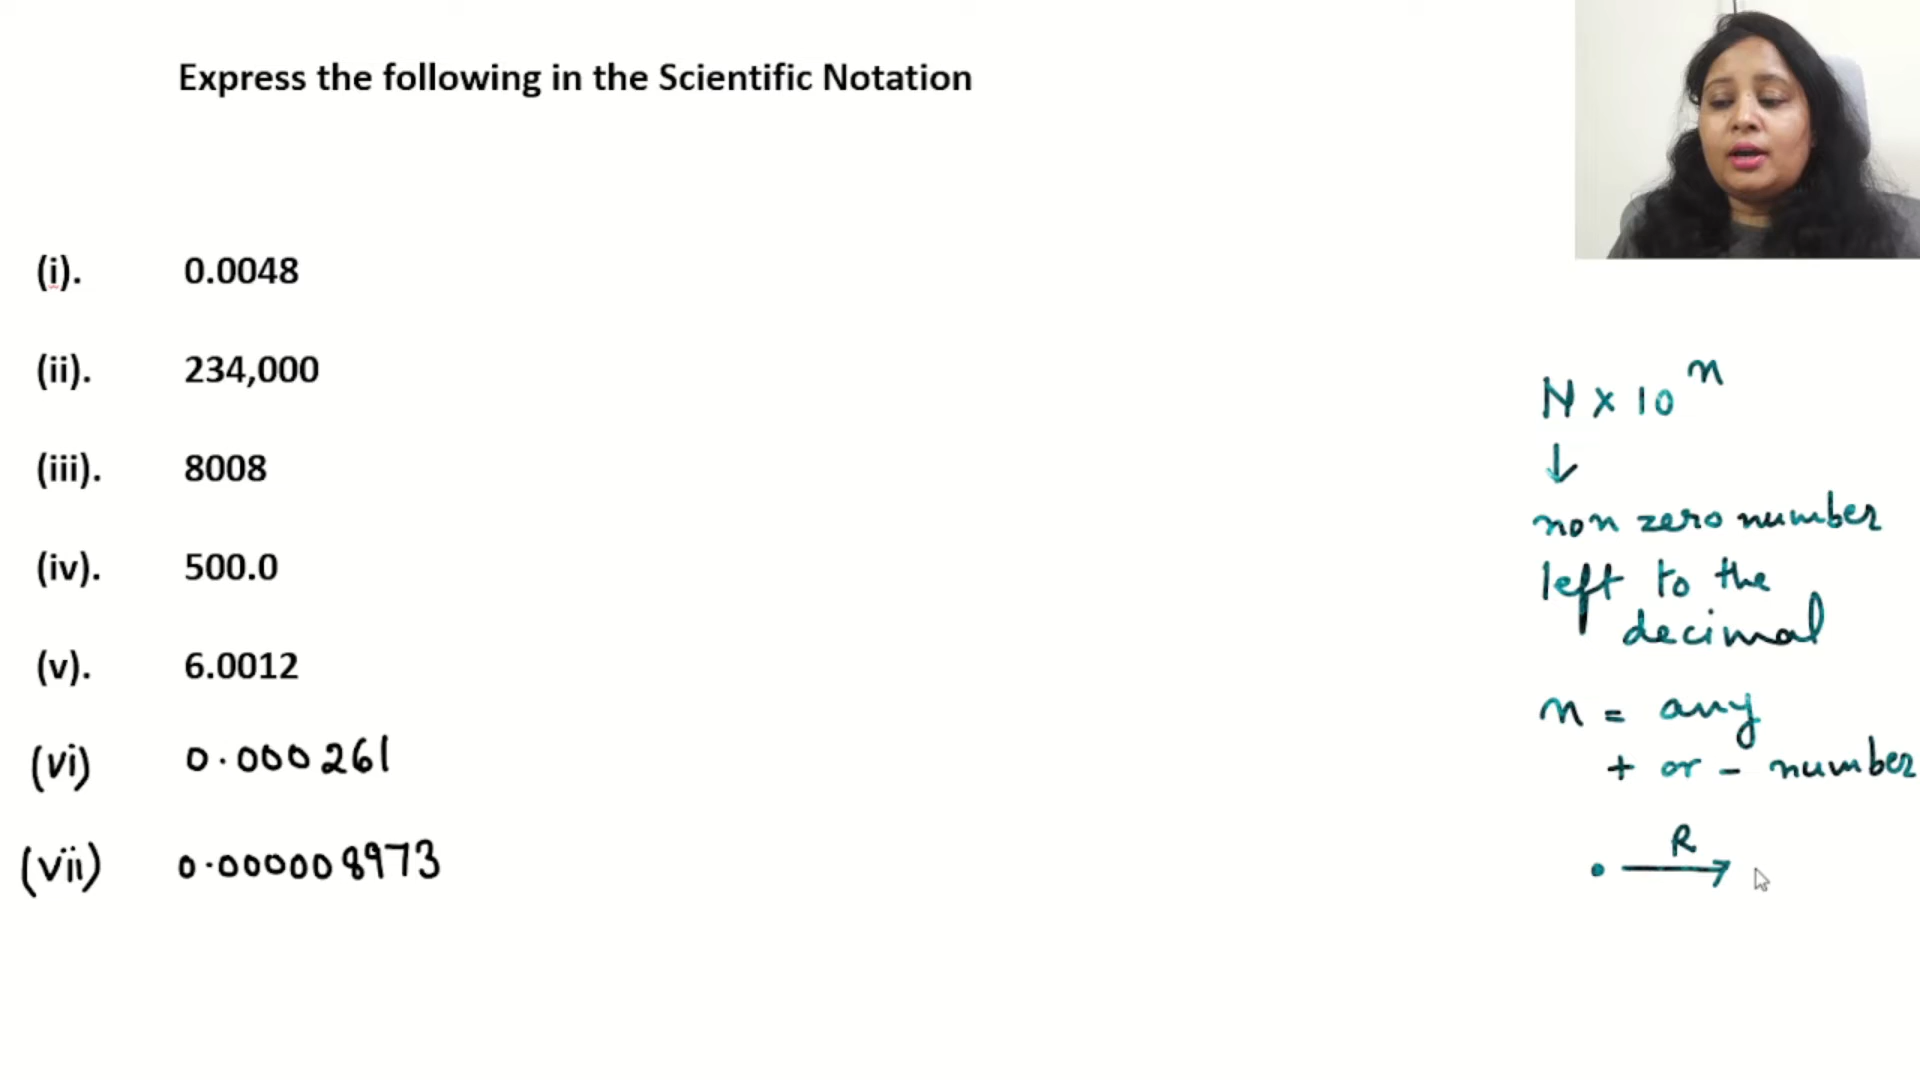 Express the following in the Scientific Notation
(i). 0.0048
(ii). 234,000
(iii). 8008
(iv). 500.0
(v). 6.0012
(vi) 0.000261
(vii) 0.000008973
N x 10^n
↓
non zero number
left to the
decimal
n = any
+ or - number
R
• →